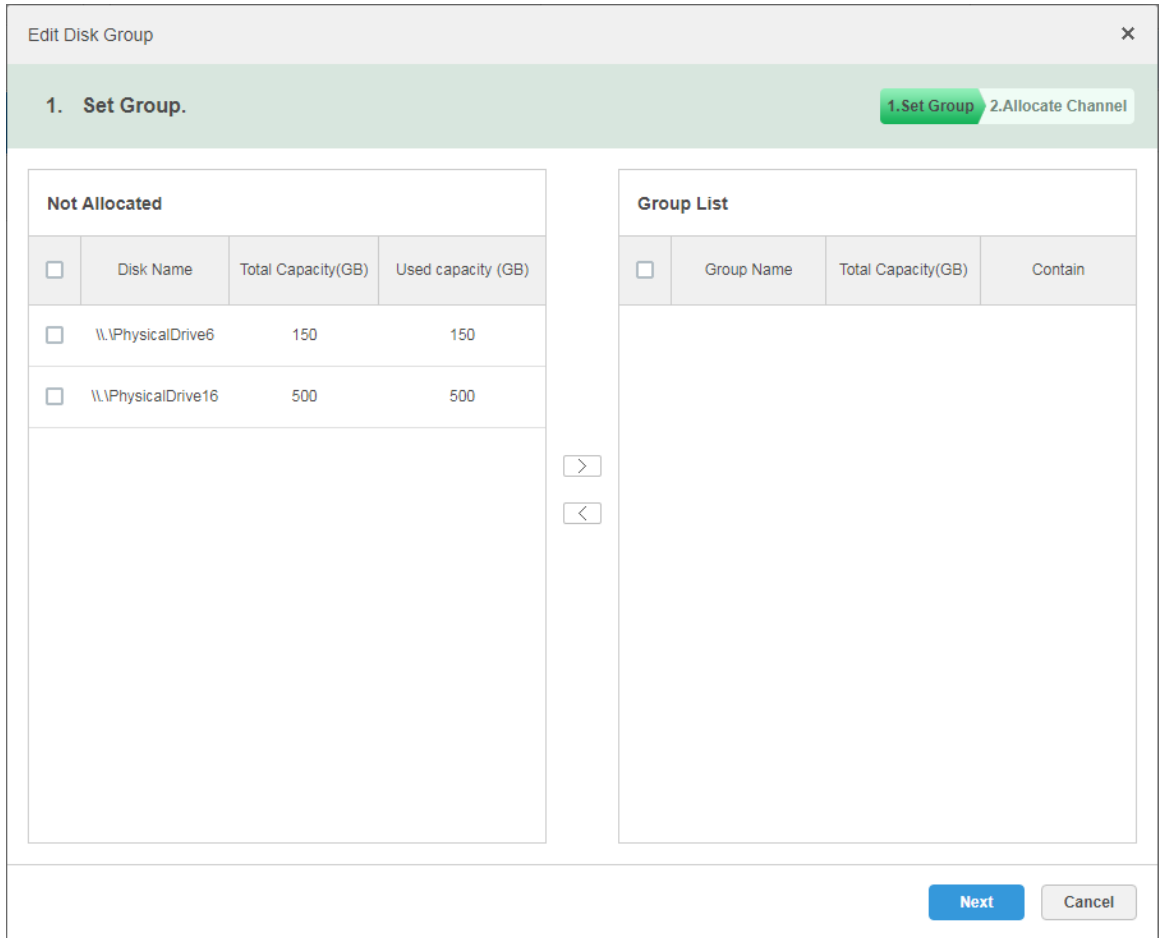 Edit Disk Group ×
1. Set Group. 1.Set Group 2.Allocate Channel
Not Allocated
Disk Name Total Capacity(GB) Used capacity (GB)
\\.\PhysicalDrive6 150 150
\\.\PhysicalDrive16 500 500
>
<
Group List
Group Name Total Capacity(GB) Contain
Next Cancel